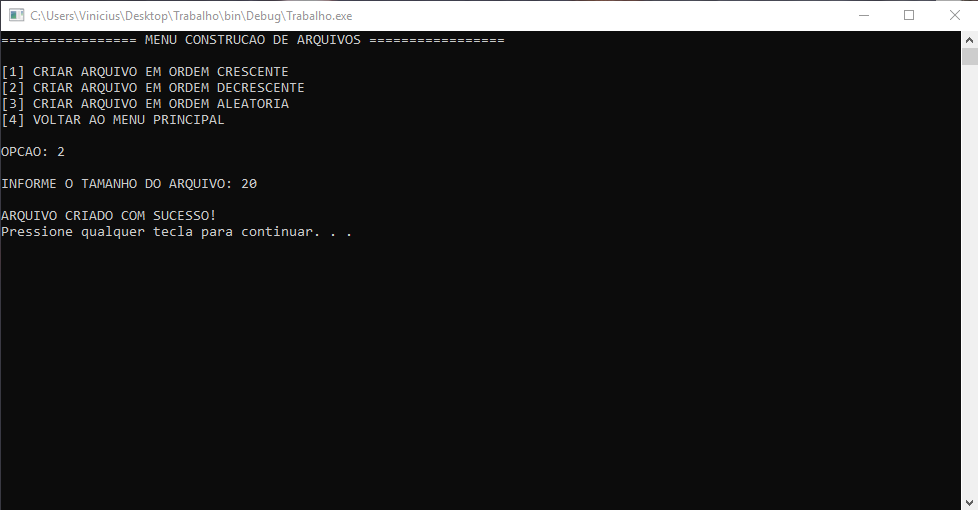 C:\Users\Vinicius\Desktop\Trabalho\bin\Debug\Trabalho.exe
================= MENU CONSTRUCAO DE ARQUIVOS =================
[1] CRIAR ARQUIVO EM ORDEM CRESCENTE
[2] CRIAR ARQUIVO EM ORDEM DECRESCENTE
[3] CRIAR ARQUIVO EM ORDEM ALEATORIA
[4] VOLTAR AO MENU PRINCIPAL
OPCAO: 2
INFORME O TAMANHO DO ARQUIVO: 20
ARQUIVO CRIADO COM SUCESSO!
Pressione qualquer tecla para continuar. . .